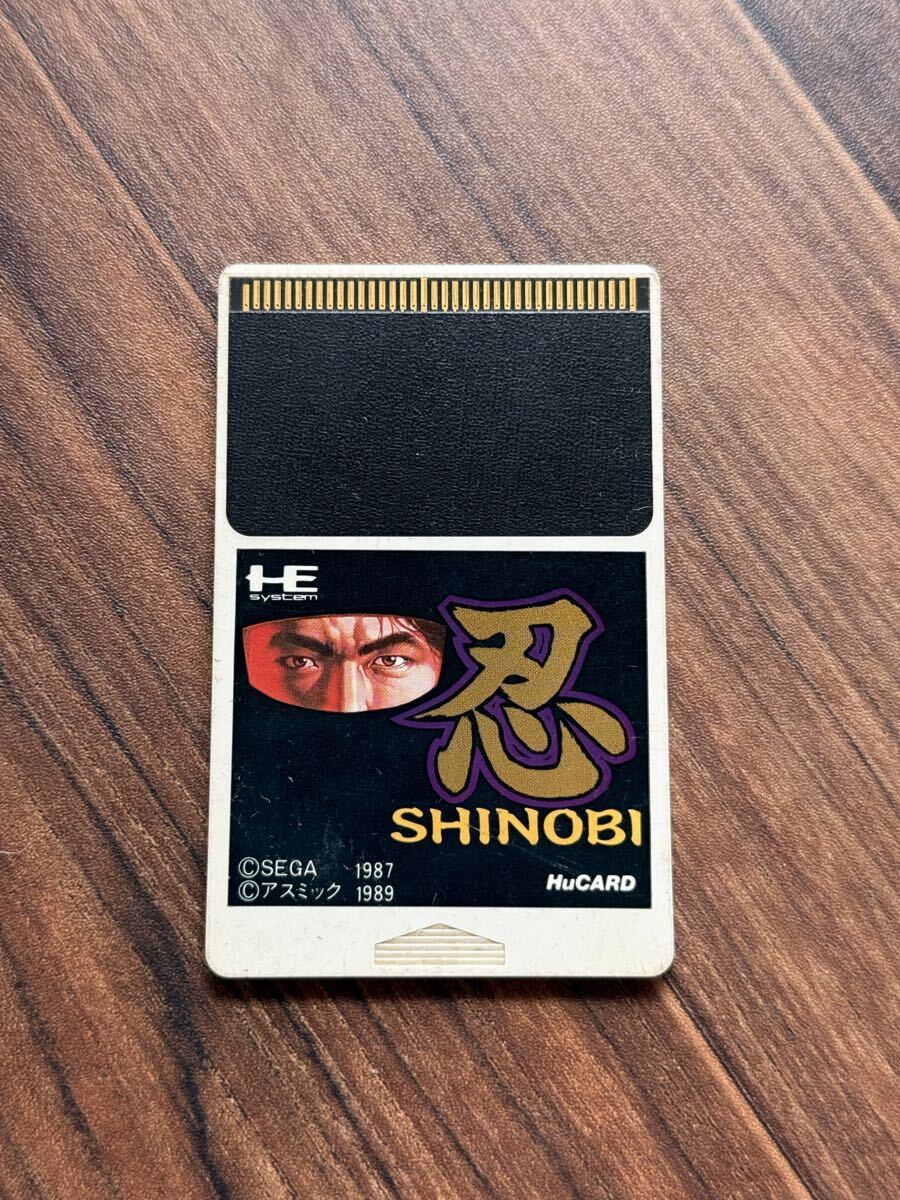 HE
system
忍
SHINOBI
©SEGA 1987
©アスミック 1989
HuCARD